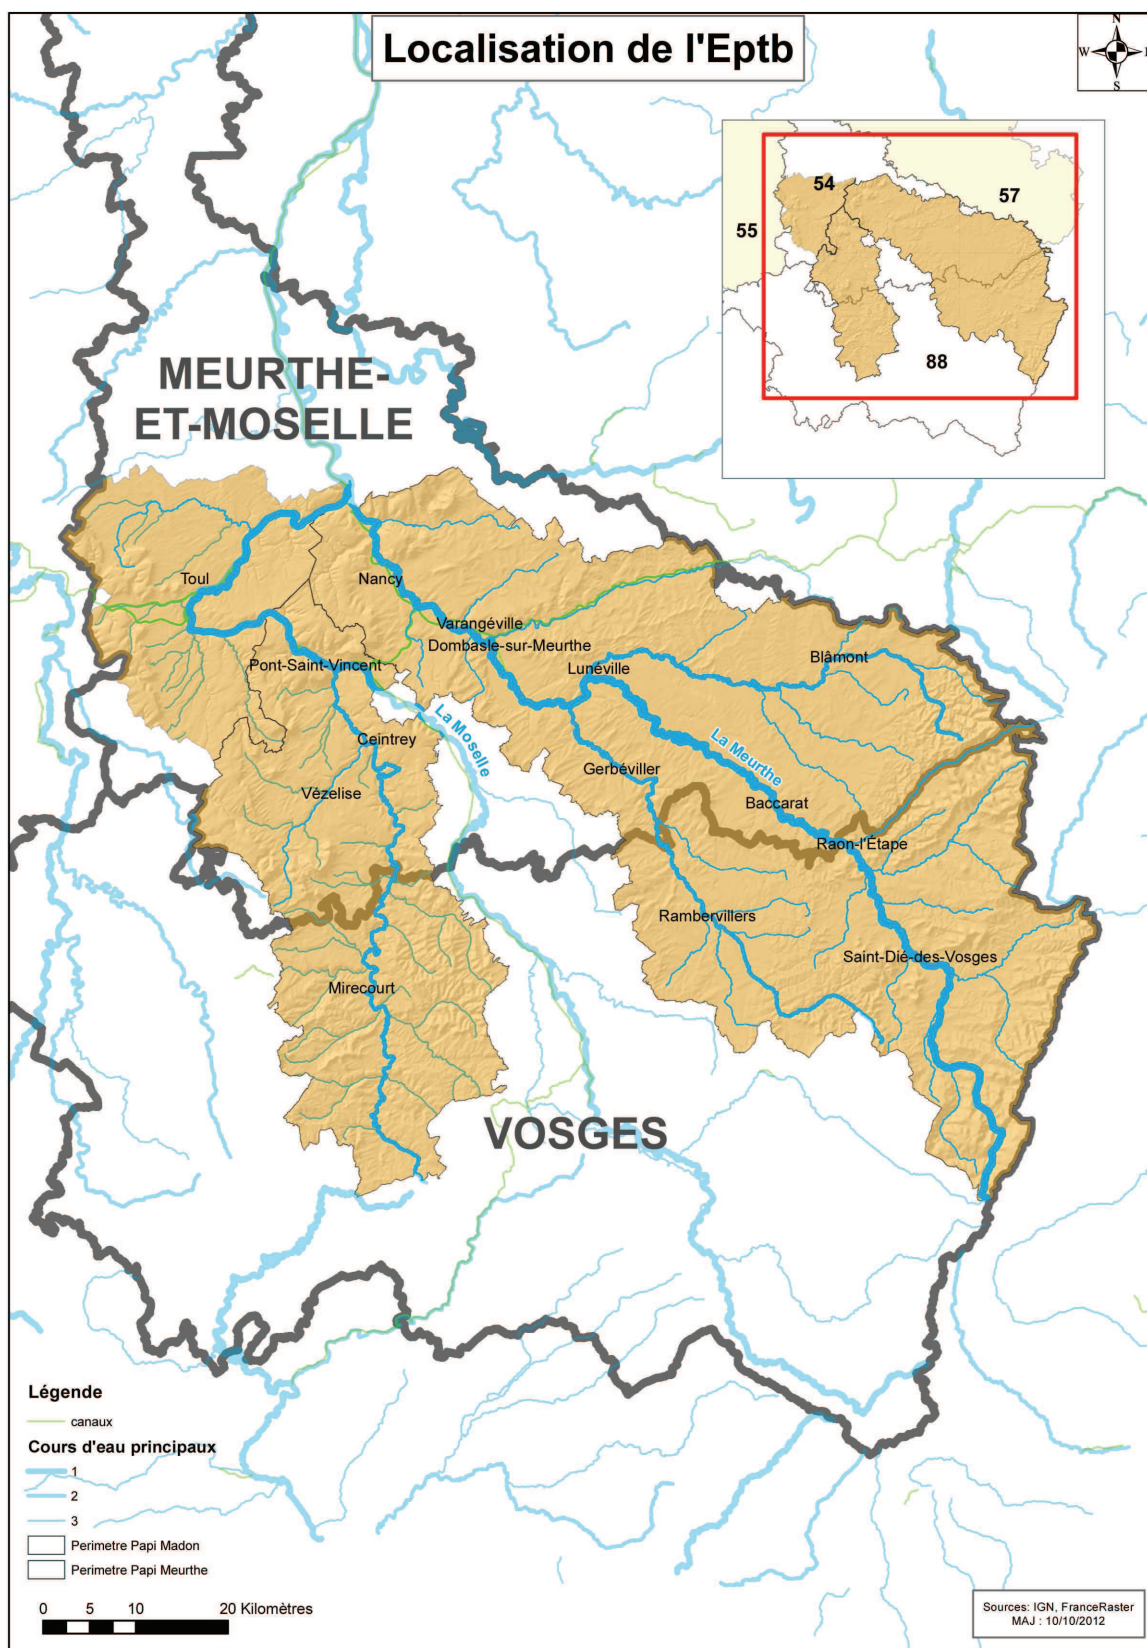 Localisation de l'Eptb
N
W
S
54
57
55
88
MEURTHE-
ET-MOSELLE
Toul
Nancy
Varangéville
Dombasle-sur-Meurthe
Pont-Saint-Vincent
Lunéville
Blâmont
La Moselle
La Meurthe
Ceintrey
Gerbéviller
Vézelise
Baccarat
Raon-l'Étape
Rambervillers
Saint-Dié-des-Vosges
Mirecourt
VOSGES
Légende
canaux
Cours d'eau principaux
1
2
3
Perimetre Papi Madon
Perimetre Papi Meurthe
0 5 10 20 Kilomètres
Sources: IGN, FranceRaster
MAJ : 10/10/2012